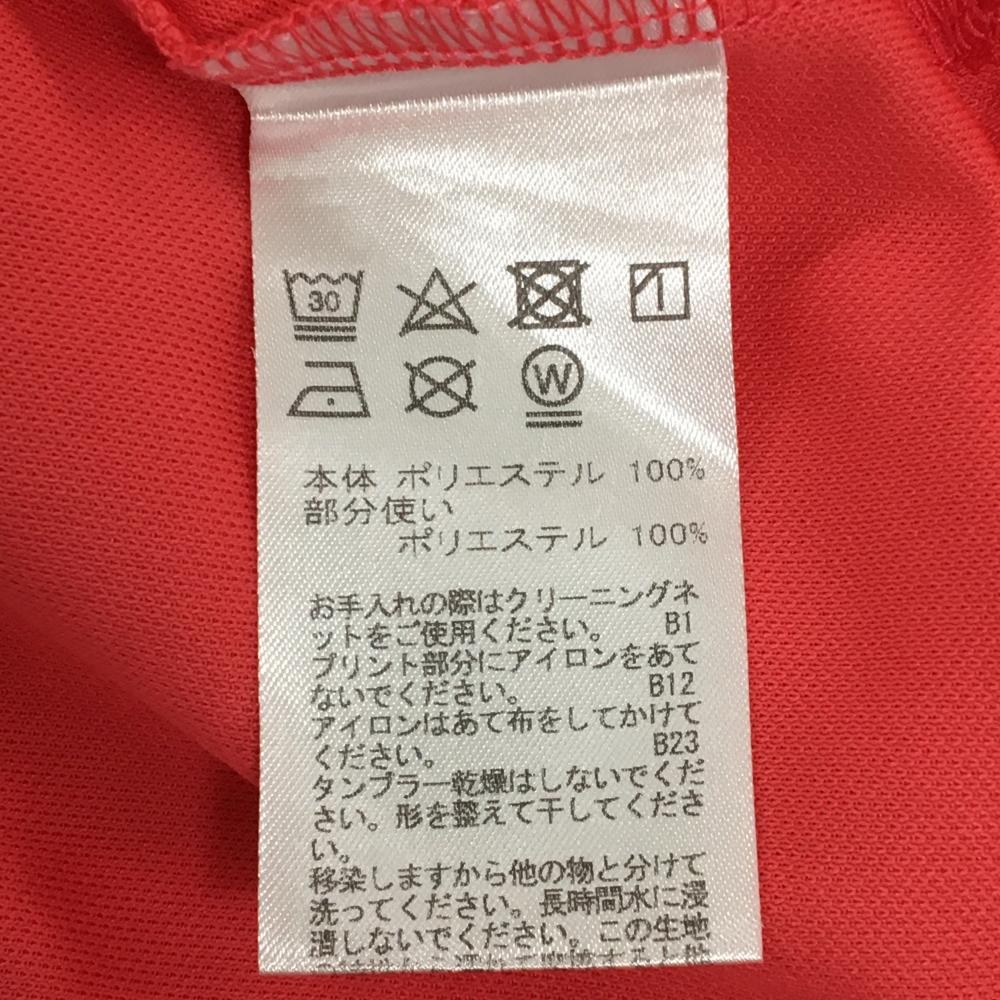 30
W
本体 ポリエステル 100%
部分使い
ポリエステル 100%
お手入れの際はクリーニングネ
ットをご使用ください。 B1
プリント部分にアイロンをあて
ないでください。 B12
アイロンはあて布をしてかけて
ください。 B23
タンブラー乾燥はしないでくだ
さい。形を整えて干してくださ
い。
移染しますから他の物と分けて
洗ってください。長時間水に浸
漬しないでください。この生地